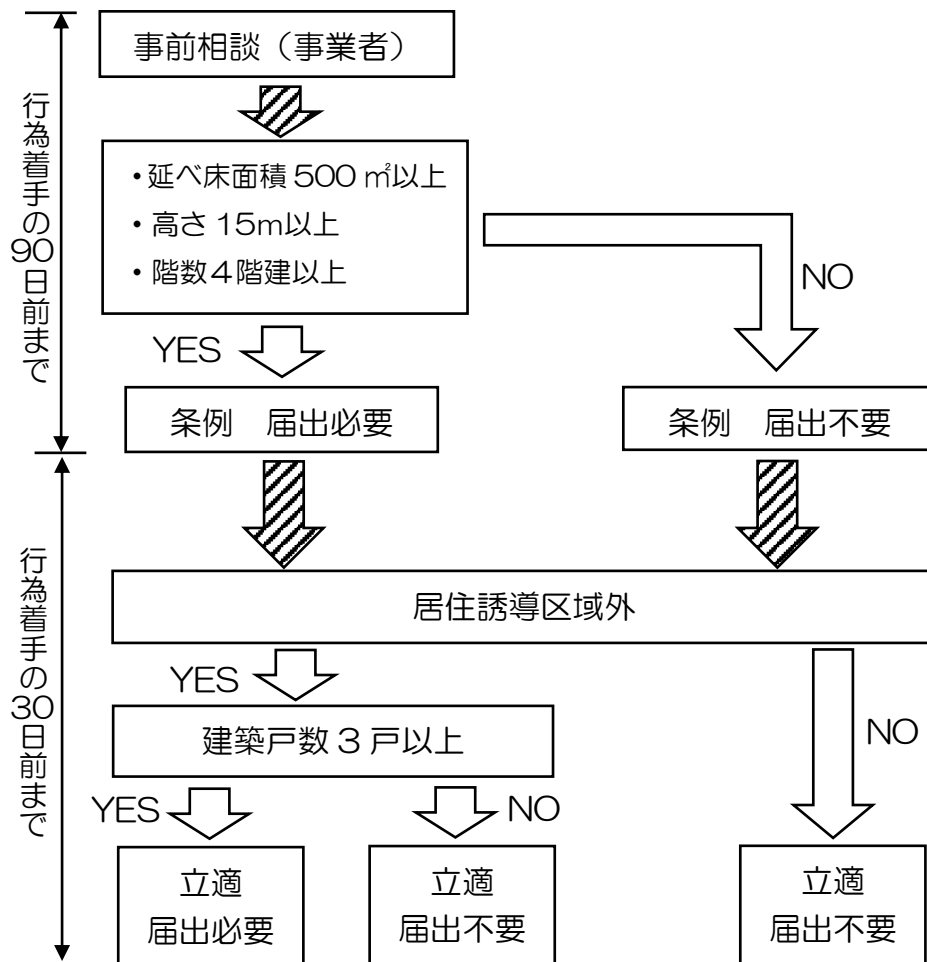 事前相談（事業者）
行為着手の90日前まで
・延べ床面積 500 ㎡以上
・高さ 15m以上
・階数４階建以上
NO
YES
条例　届出必要
条例　届出不要
行為着手の30日前まで
居住誘導区域外
YES
NO
建築戸数 3 戸以上
YES
NO
立適
届出必要
立適
届出不要
立適
届出不要